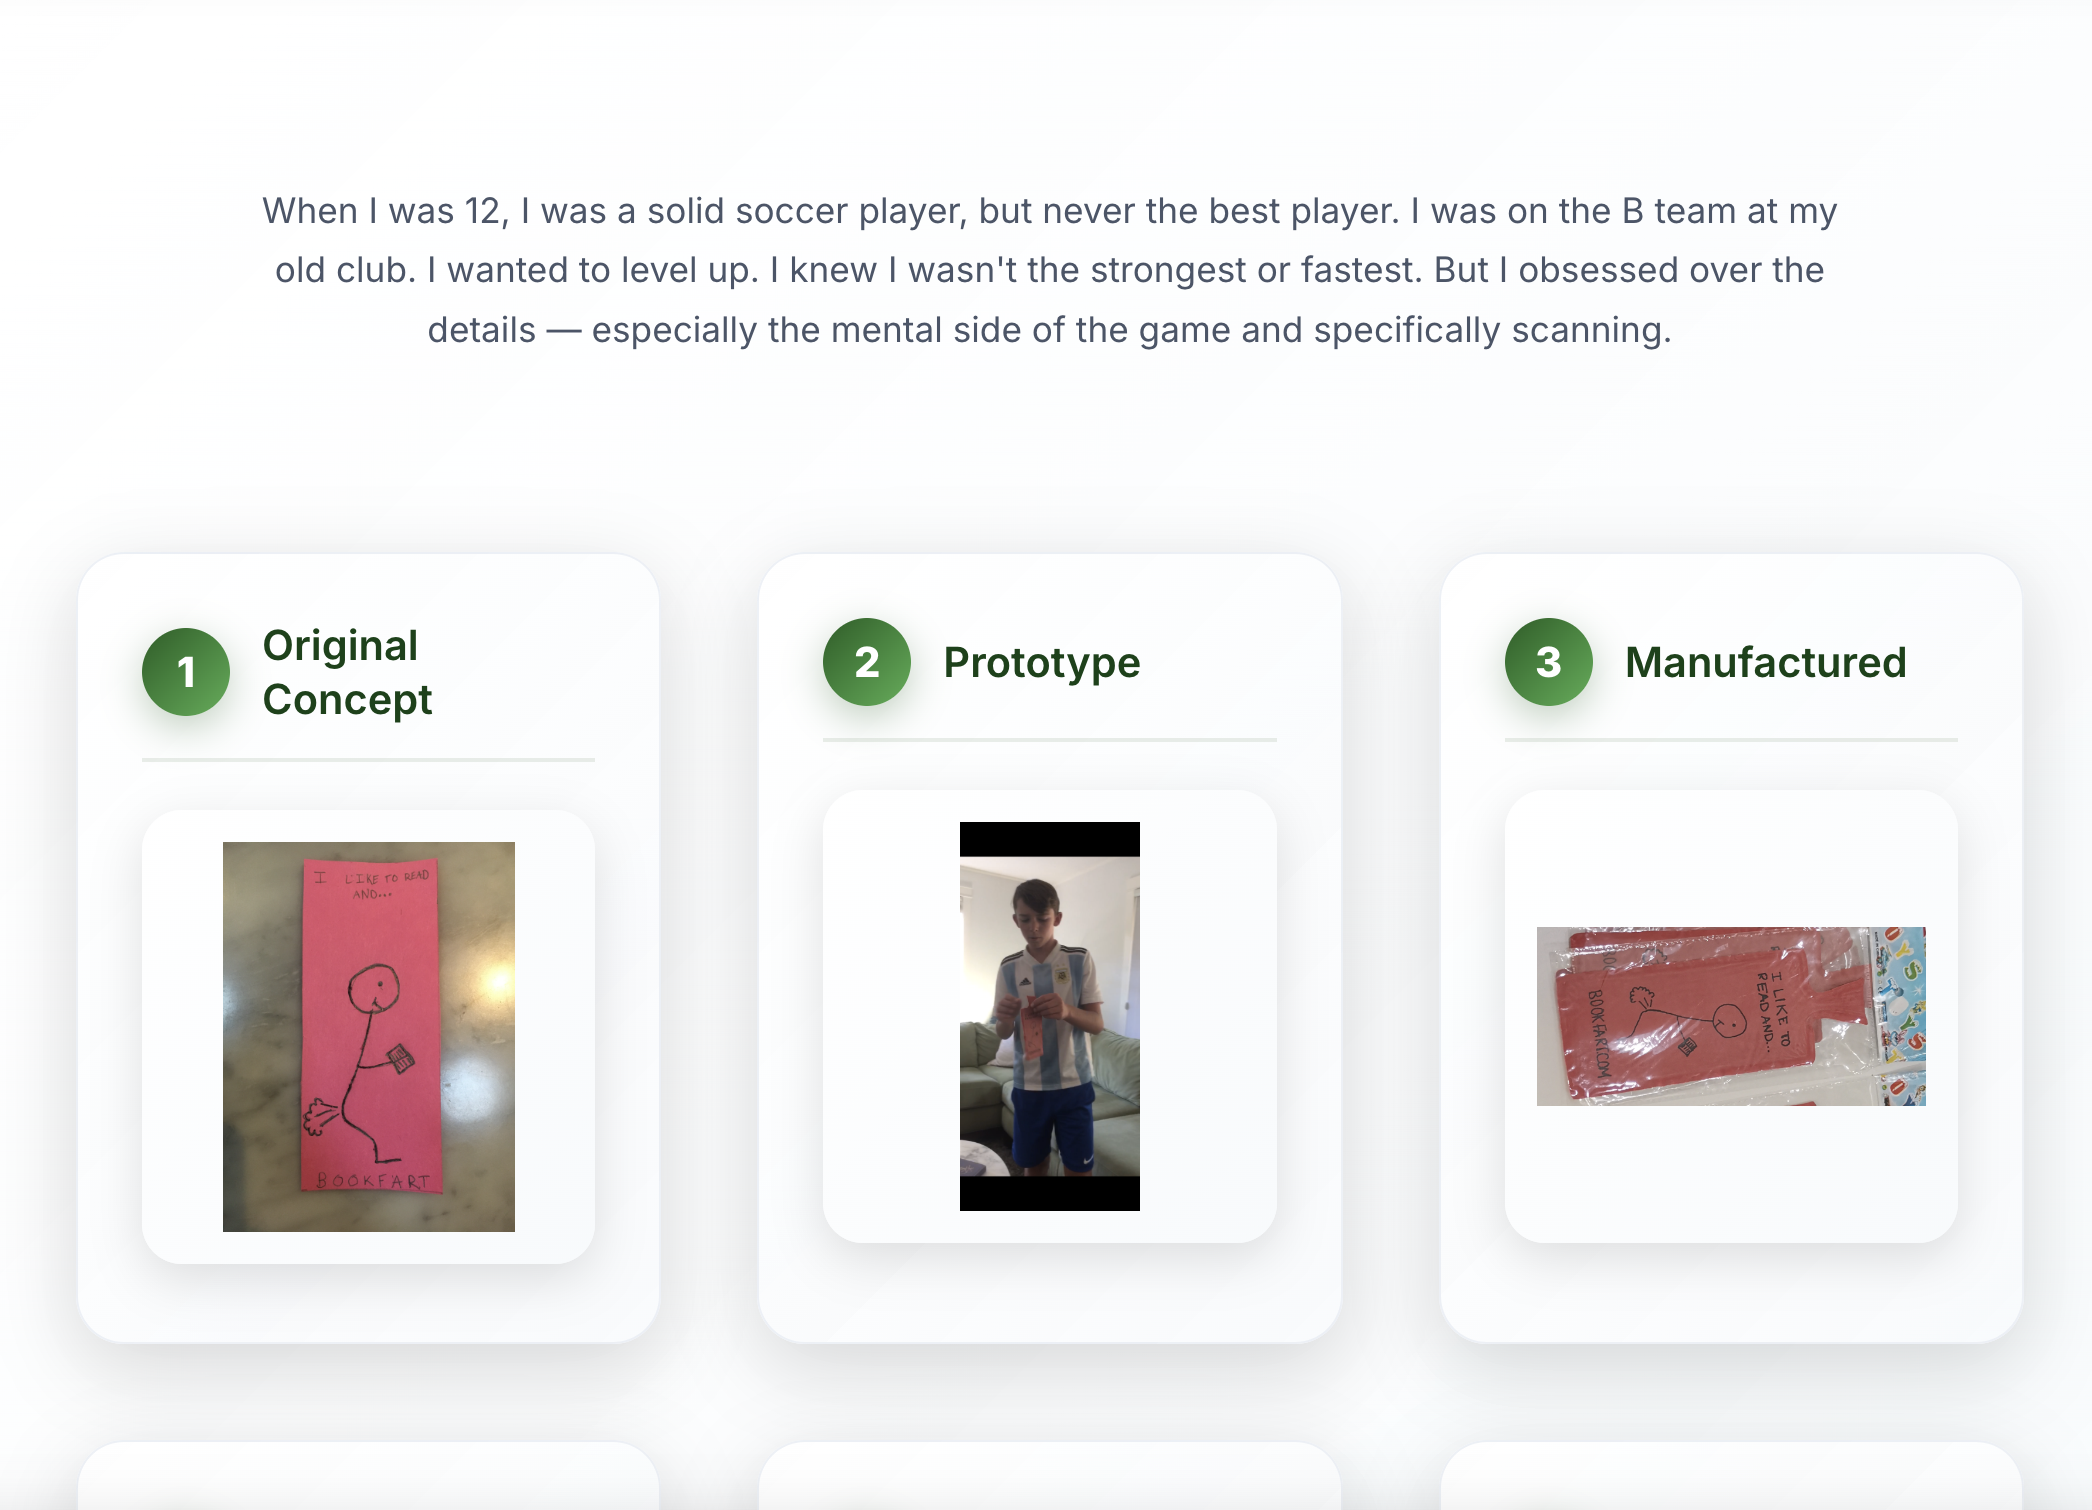 When I was 12, I was a solid soccer player, but never the best player. I was on the B team at my
old club. I wanted to level up. I knew I wasn't the strongest or fastest. But I obsessed over the
details — especially the mental side of the game and specifically scanning.
1
Original
Concept
I LIKE TO READ
AND...
BOOKFART
2
Prototype
3
Manufactured
I LIKE TO
READ AND...
BOOKFART.COM